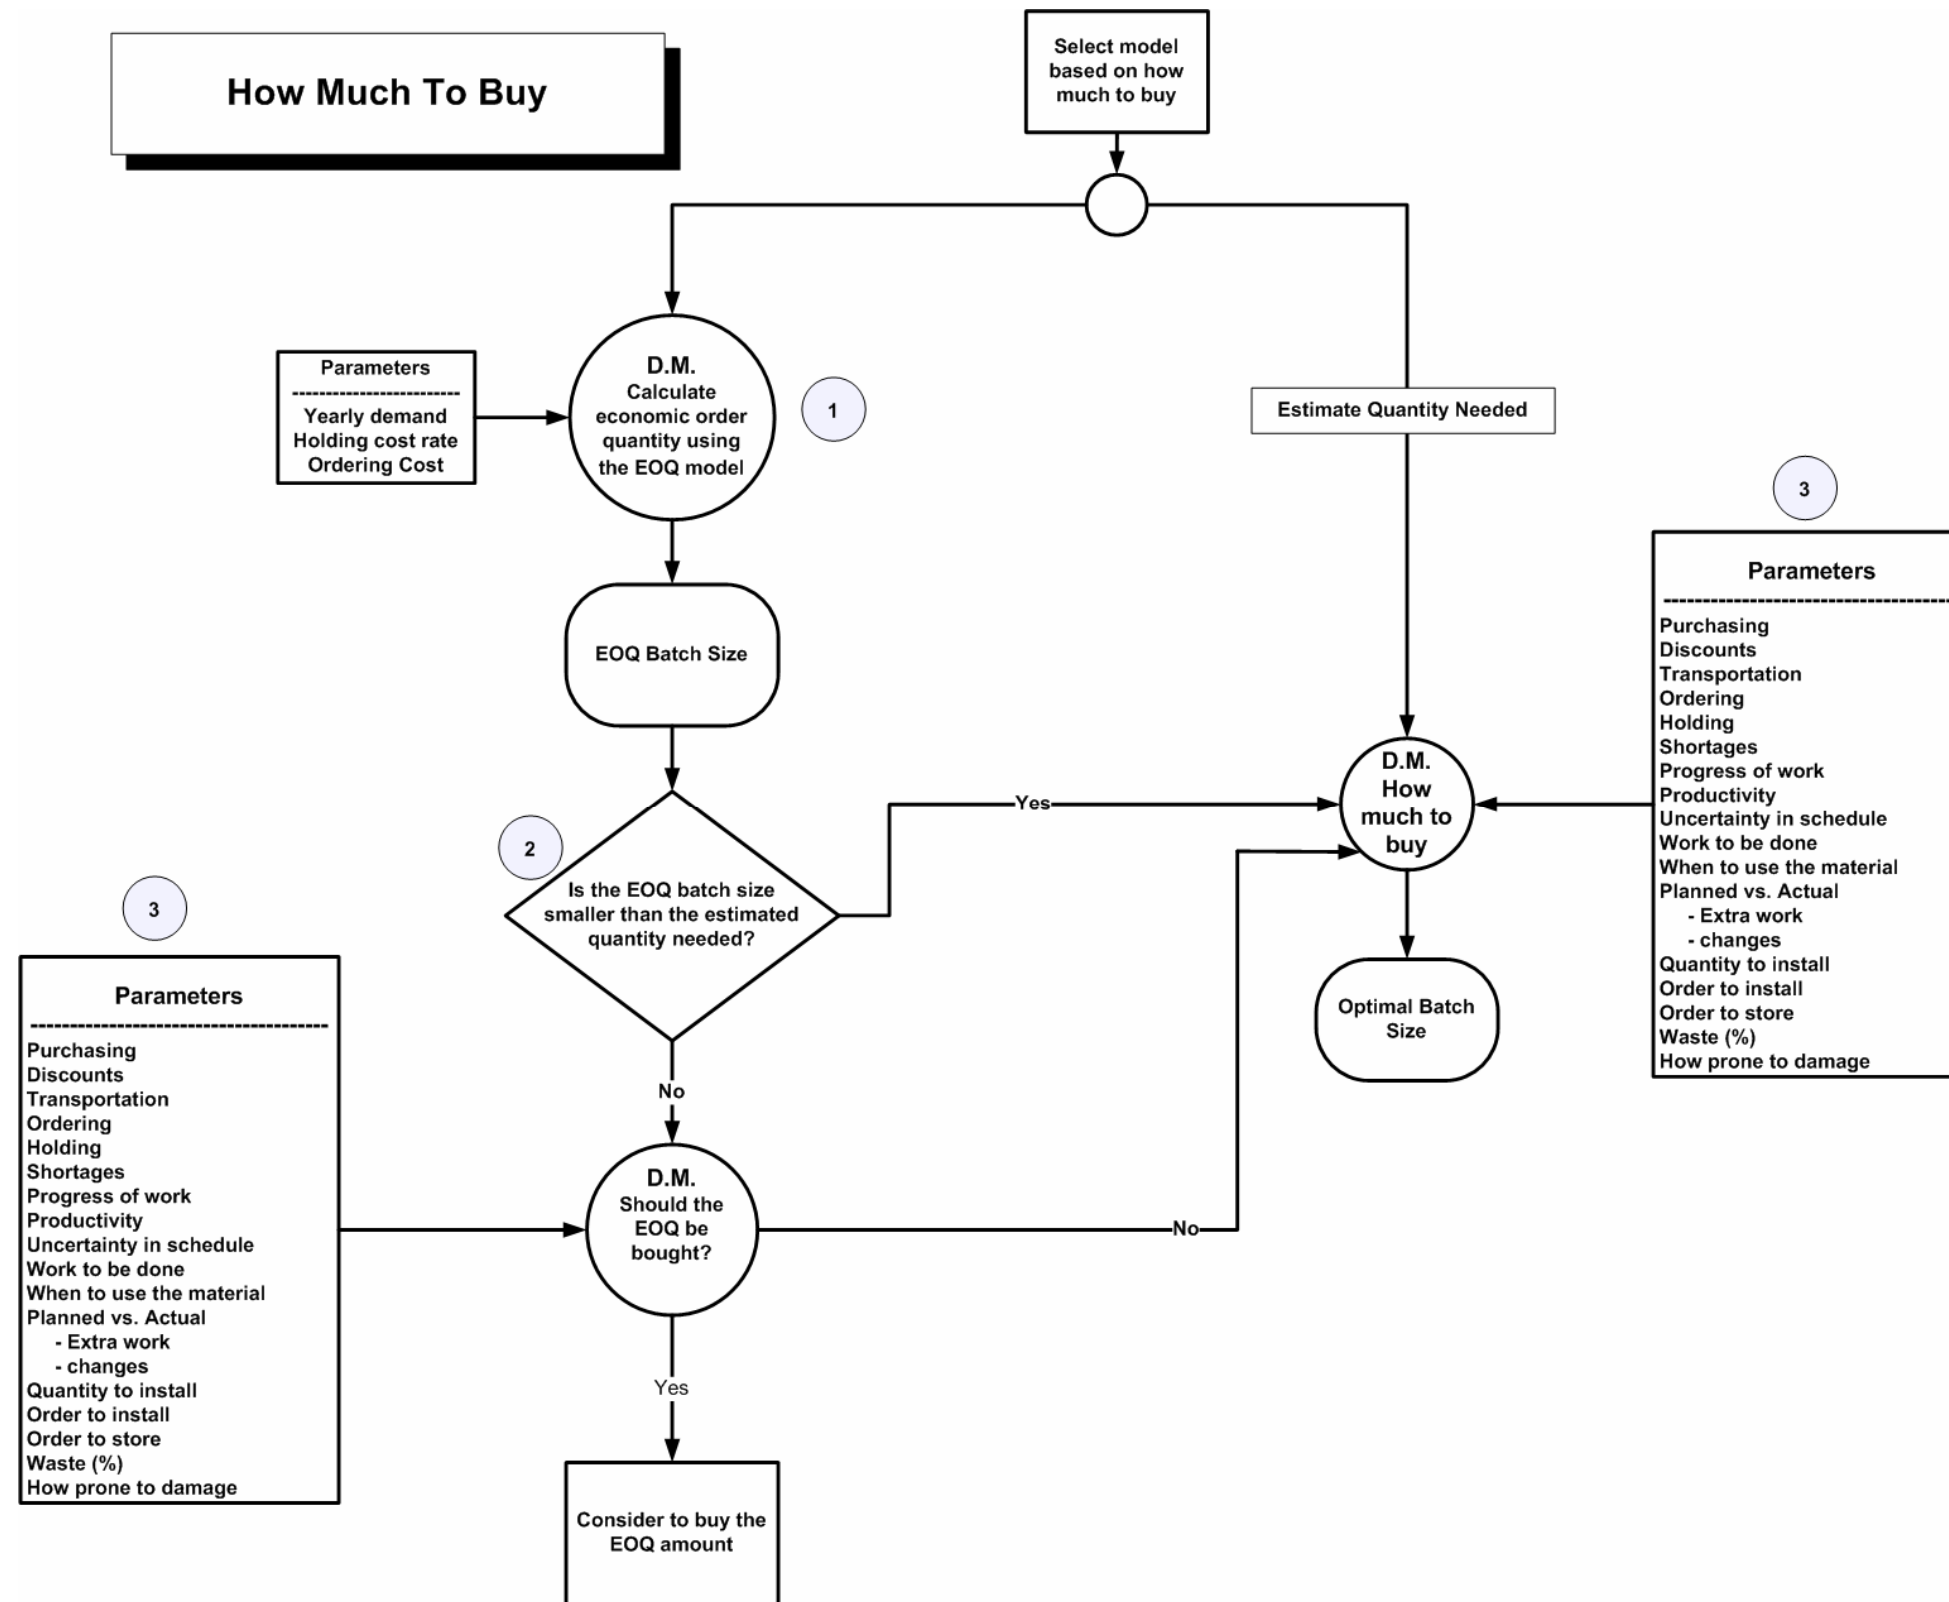 How Much To Buy
Select model
based on how
much to buy
Parameters
---------------------------
Yearly demand
Holding cost rate
Ordering Cost
D.M.
Calculate
economic order
quantity using
the EOQ model
1
Estimate Quantity Needed
3
Parameters
--------------------------------------
Purchasing
Discounts
Transportation
Ordering
Holding
Shortages
Progress of work
Productivity
Uncertainty in schedule
Work to be done
When to use the material
Planned vs. Actual
- Extra work
- changes
Quantity to install
Order to install
Order to store
Waste (%)
How prone to damage
EOQ Batch Size
D.M.
How
much to
buy
Yes
2
Is the EOQ batch size
smaller than the estimated
quantity needed?
Optimal Batch
Size
No
3
Parameters
--------------------------------------
Purchasing
Discounts
Transportation
Ordering
Holding
Shortages
Progress of work
Productivity
Uncertainty in schedule
Work to be done
When to use the material
Planned vs. Actual
- Extra work
- changes
Quantity to install
Order to install
Order to store
Waste (%)
How prone to damage
D.M.
Should the
EOQ be
bought?
No
Yes
Consider to buy the
EOQ amount